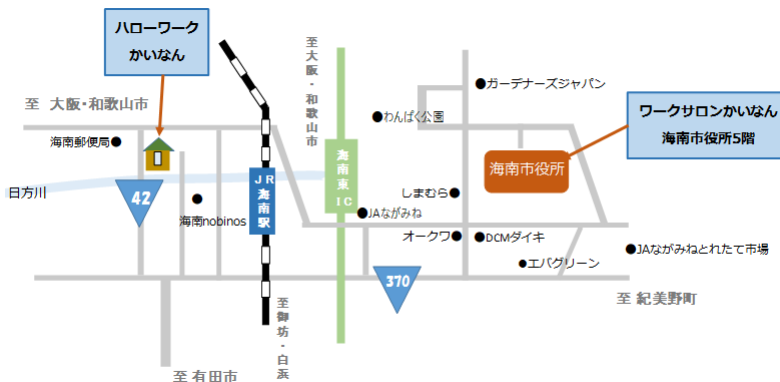 ハローワーク
かいなん
至 大阪・和歌山市
至大阪・和歌山市
ガーデナーズジャパン
わんぱく公園
ワークサロンかいなん
海南市役所5階
海南郵便局
海南市役所
海南東IC
JR海南駅
日方川
42
しまむら
JAながみね
海南nobinos
オークワ
DCMダイキ
エバグリーン
JAながみねとれたて市場
370
至 紀美野町
至御坊・白浜
至 有田市